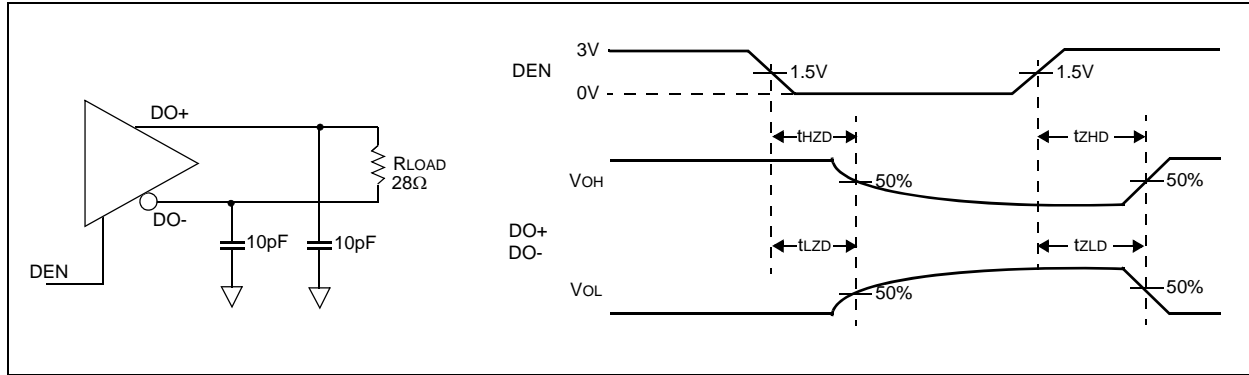 DO+
RLOAD
28Ω
DO-
10pF
10pF
DEN
3V
DEN
1.5V
1.5V
0V
tHZD
tZHD
VOH
50%
50%
DO+
DO-
tLZD
tZLD
VOL
50%
50%